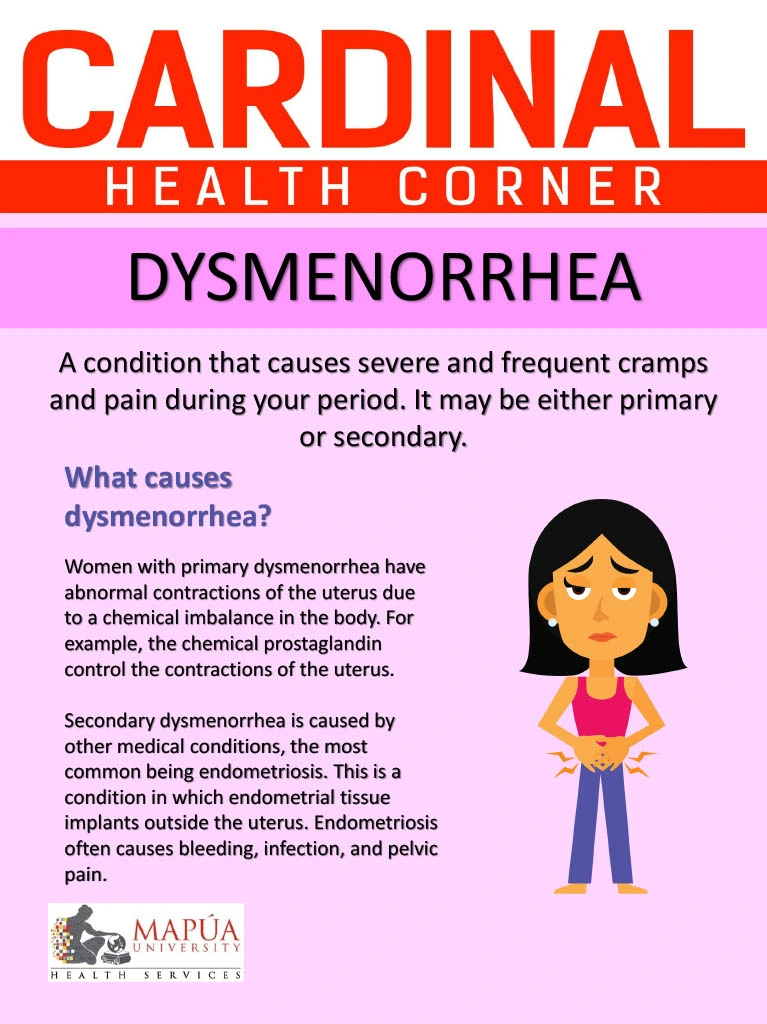 CARDINAL
HEALTH CORNER
DYSMENORRHEA
A condition that causes severe and frequent cramps
and pain during your period. It may be either primary
or secondary.
What causes
dysmenorrhea?
Women with primary dysmenorrhea have
abnormal contractions of the uterus due
to a chemical imbalance in the body. For
example, the chemical prostaglandin
control the contractions of the uterus.
Secondary dysmenorrhea is caused by
other medical conditions, the most
common being endometriosis. This is a
condition in which endometrial tissue
implants outside the uterus. Endometriosis
often causes bleeding, infection, and pelvic
pain.
MAPÚA
UNIVERSITY
HEALTH SERVICES